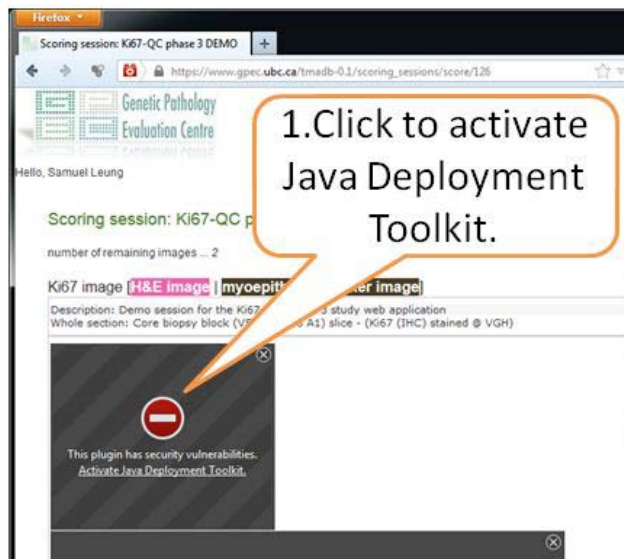 Firefox
Scoring session: Ki67-QC phase 3 DEMO
https://www.gpec.ubc.ca/tmadb-0.1/scoring_sessions/score/126
Genetic Pathology
Evaluation Centre
Hello, Samuel Leung
1.Click to activate
Java Deployment
Toolkit.
Scoring session: Ki67-QC p
number of remaining images ... 2
Ki67 image [H&E image | myoepit er image]
Description: Demo session for the Ki67- 3 study web application
Whole section: Core biopsy block (VS A1) slice - (Ki67 (IHC) stained @ VGH)
This plugin has security vulnerabilities.
Activate Java Deployment Toolkit.